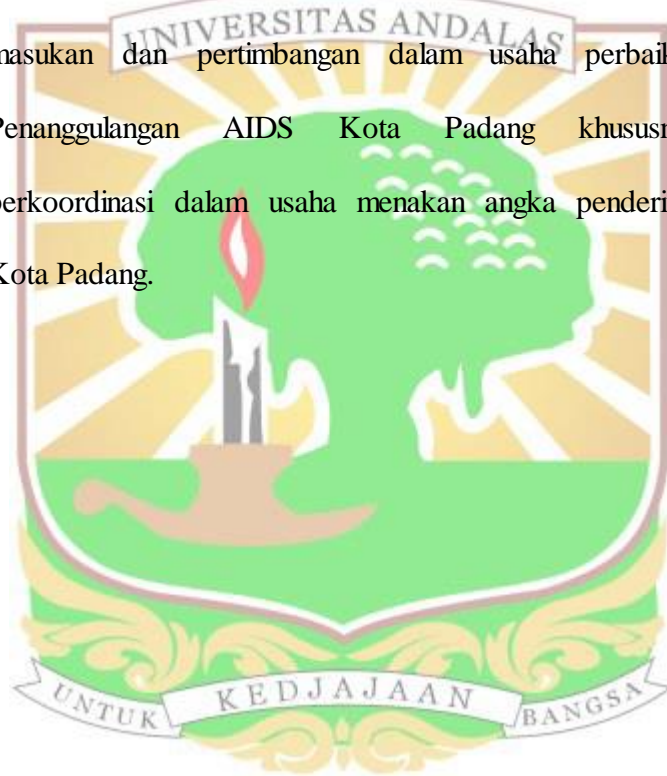 UNIVERSITAS ANDALAS
masukan dan pertimbangan dalam usaha perbaik
Penanggulangan AIDS Kota Padang khususn
berkoordinasi dalam usaha menakan angka penderi
Kota Padang.
UNTUK KEDJAJAAN BANGSA